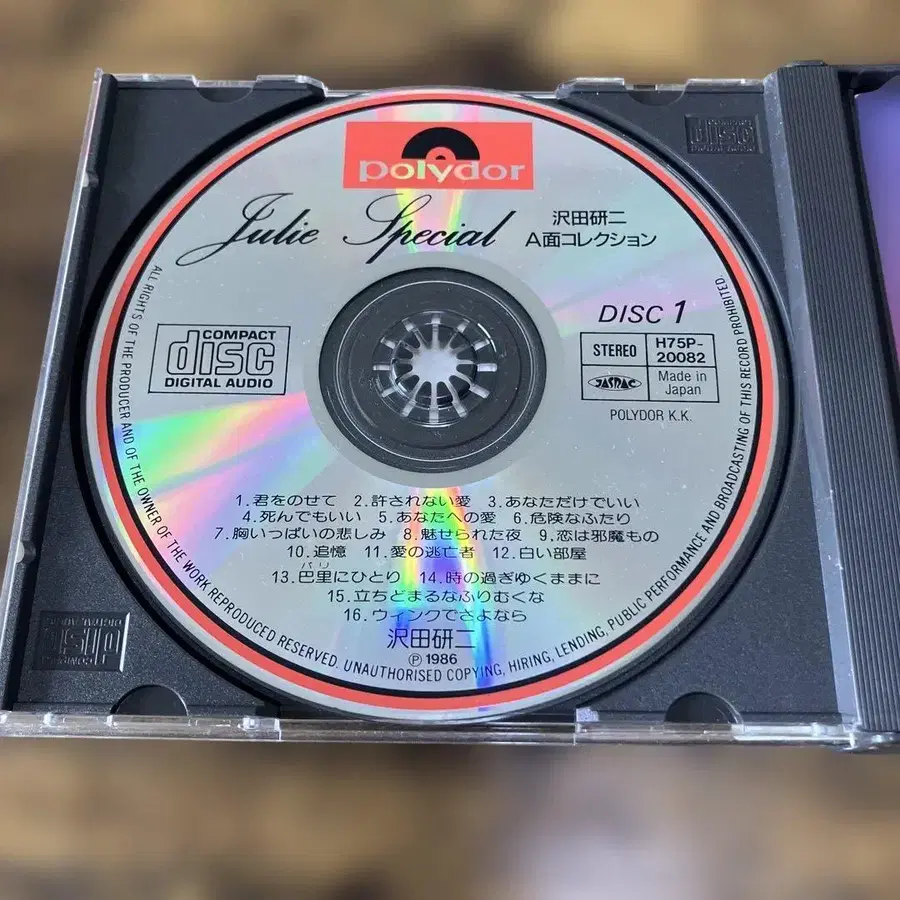 polydor
Julie Special
沢田研二
A面コレクション
DISC 1
COMPACT
disc
DIGITAL AUDIO
STEREO
H75P-
20082
JASRAC
Made in
Japan
POLYDOR K.K.
1.君をのせて 2.許されない愛 3.あなただけでいい
4.死んでもいい 5.あなたへの愛 6.危険なふたり
7.胸いっぱいの悲しみ 8.魅せられた夜 9.恋は邪魔もの
10.追憶 11.愛の逃亡者 12.白い部屋
パリ
13.巴里にひとり 14.時の過ぎゆくままに
15.立ちどまるなふりむくな
16.ウィンクでさよなら
沢田研二
Ⓟ 1986
ALL RIGHTS OF THE PRODUCER AND OF THE OWNER OF THE WORK REPRODUCED RESERVED. UNAUTHORISED COPYING, HIRING, LENDING, PUBLIC PERFORMANCE AND BROADCASTING OF THIS RECORD PROHIBITED.
COMPACT
disc
DIGITAL AUDIO
COMPACT
disc
DIGITAL AUDIO